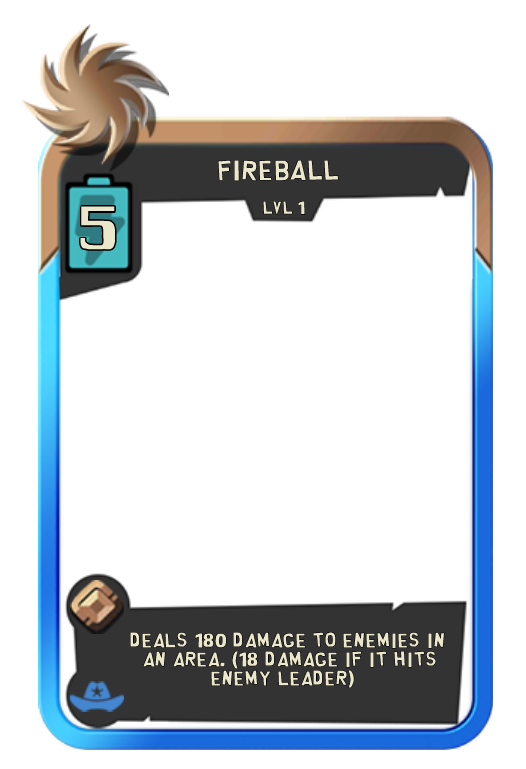 FIREBALL
LVL 1
5
DEALS 180 DAMAGE TO ENEMIES IN
AN AREA. (18 DAMAGE IF IT HITS
ENEMY LEADER)